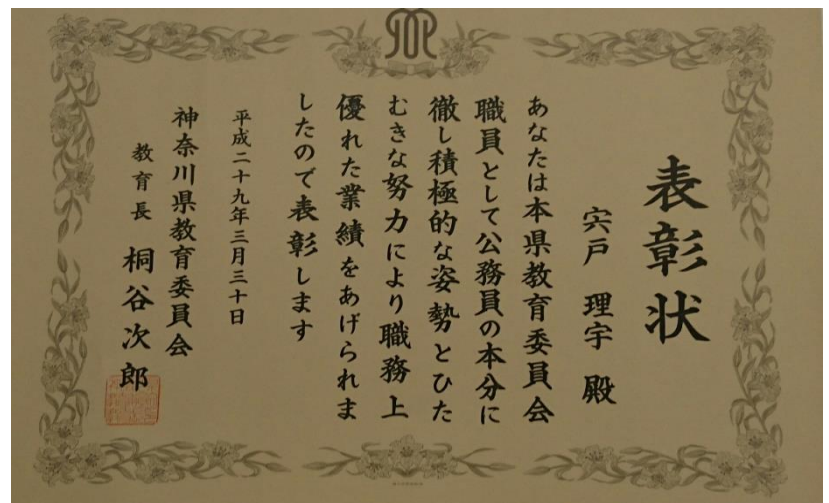 表彰状
宍戸 理宇 殿
あなたは本県教育委員会
職員として公務員の本分に
徹し積極的な姿勢とひた
むきな努力により職務上
優れた業績をあげられま
したので表彰します
平成二十九年三月三十日
神奈川県教育委員会
教育長 桐谷次郎